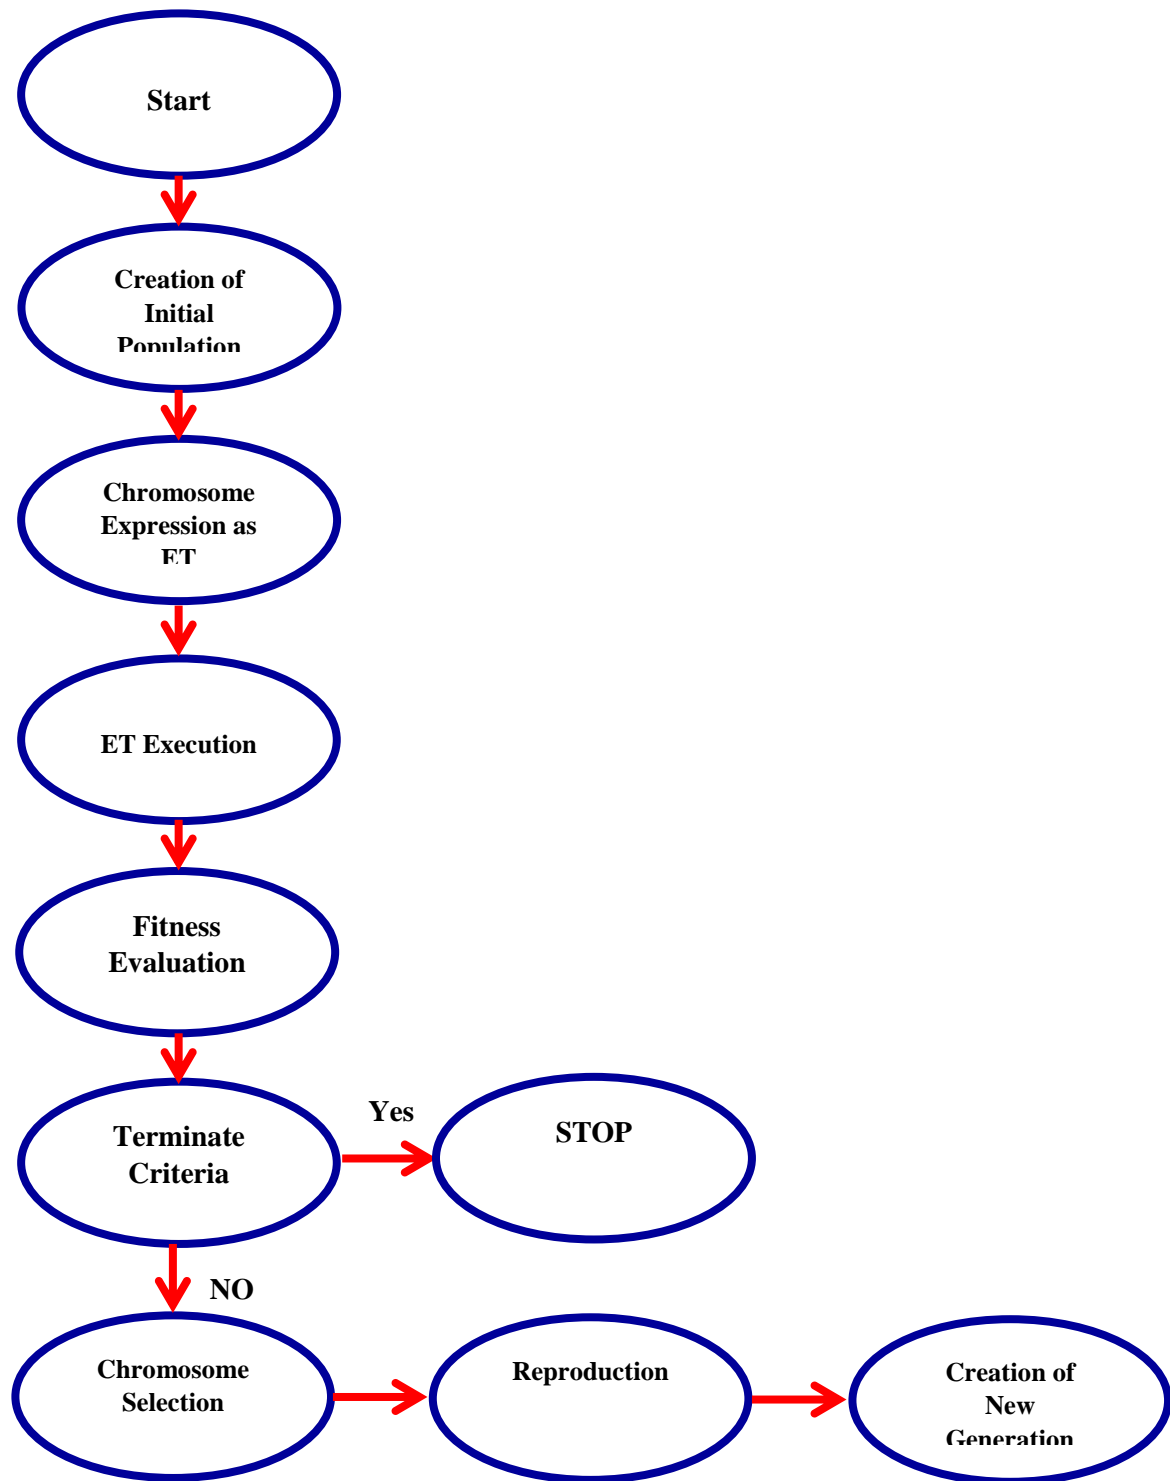 Start
Creation of
Initial
Population
Chromosome
Expression as
ET
ET Execution
Fitness
Evaluation
Terminate
Criteria
Yes
STOP
NO
Chromosome
Selection
Reproduction
Creation of
New
Generation